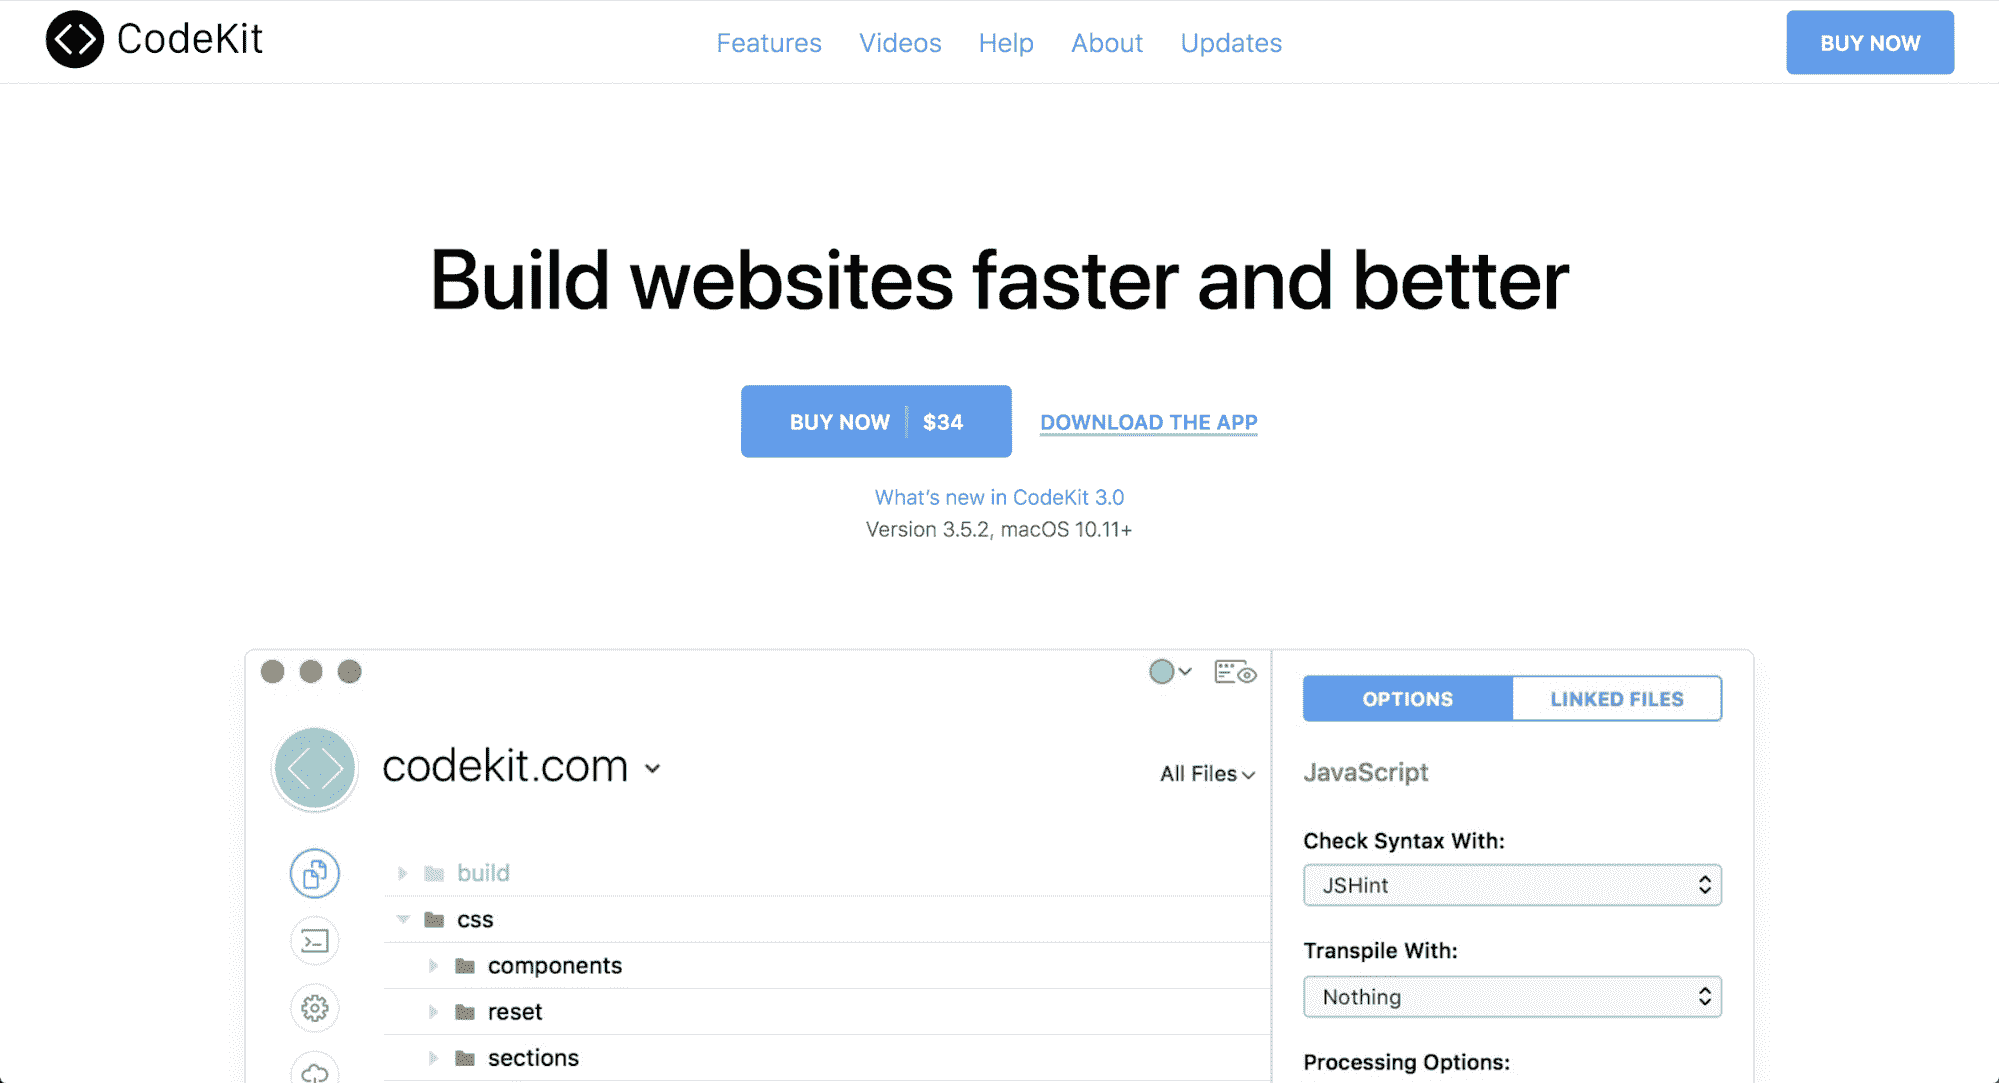 CodeKit
Features Videos Help About Updates
BUY NOW
Build websites faster and better
BUY NOW $34
DOWNLOAD THE APP
What's new in CodeKit 3.0
Version 3.5.2, macOS 10.11+
codekit.com
All Files
build
css
components
reset
sections
OPTIONS LINKED FILES
JavaScript
Check Syntax With:
JSHint
Transpile With:
Nothing
Processing Options: